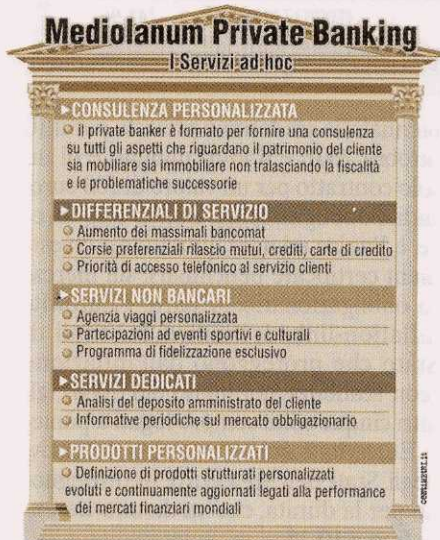 Mediolanum Private Banking
I Servizi ad hoc
►CONSULENZA PERSONALIZZATA
il private banker è formato per fornire una consulenza
su tutti gli aspetti che riguardano il patrimonio del cliente
sia mobiliare sia immobiliare non tralasciando la fiscalità
e le problematiche successorie
►DIFFERENZIALI DI SERVIZIO
Aumento dei massimali bancomat
Corsie preferenziali rilascio mutui, crediti, carte di credito
Priorità di accesso telefonico al servizio clienti
►SERVIZI NON BANCARI
Agenzia viaggi personalizzata
Partecipazioni ad eventi sportivi e culturali
Programma di fidelizzazione esclusivo
►SERVIZI DEDICATI
Analisi del deposito amministrato del cliente
Informative periodiche sul mercato obbligazionario
►PRODOTTI PERSONALIZZATI
Definizione di prodotti strutturati personalizzati
evoluti e continuamente aggiornati legati alla performance
dei mercati finanziari mondiali